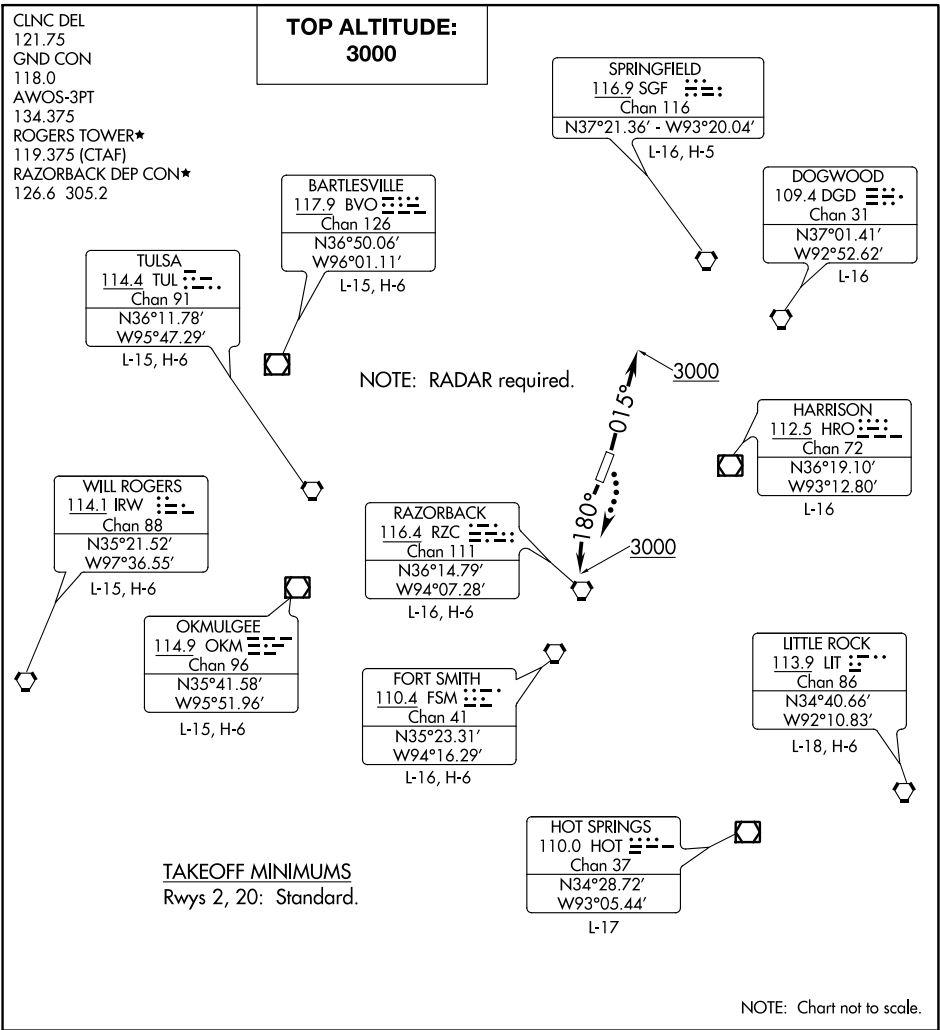 CLNC DEL
121.75
GND CON
118.0
AWOS-3PT
134.375
ROGERS TOWER★
119.375 (CTAF)
RAZORBACK DEP CON★
126.6 305.2
TOP ALTITUDE:
3000
SPRINGFIELD
116.9 SGF
Chan 116
N37°21.36′ - W93°20.04′
L-16, H-5
DOGWOOD
109.4 DGD
Chan 31
N37°01.41′
W92°52.62′
L-16
BARTLESVILLE
117.9 BVO
Chan 126
N36°50.06′
W96°01.11′
L-15, H-6
TULSA
114.4 TUL
Chan 91
N36°11.78′
W95°47.29′
L-15, H-6
NOTE: RADAR required.
3000
015°
180°
3000
HARRISON
112.5 HRO
Chan 72
N36°19.10′
W93°12.80′
L-16
WILL ROGERS
114.1 IRW
Chan 88
N35°21.52′
W97°36.55′
L-15, H-6
RAZORBACK
116.4 RZC
Chan 111
N36°14.79′
W94°07.28′
L-16, H-6
OKMULGEE
114.9 OKM
Chan 96
N35°41.58′
W95°51.96′
L-15, H-6
FORT SMITH
110.4 FSM
Chan 41
N35°23.31′
W94°16.29′
L-16, H-6
LITTLE ROCK
113.9 LIT
Chan 86
N34°40.66′
W92°10.83′
L-18, H-6
HOT SPRINGS
110.0 HOT
Chan 37
N34°28.72′
W93°05.44′
L-17
TAKEOFF MINIMUMS
Rwys 2, 20: Standard.
NOTE: Chart not to scale.